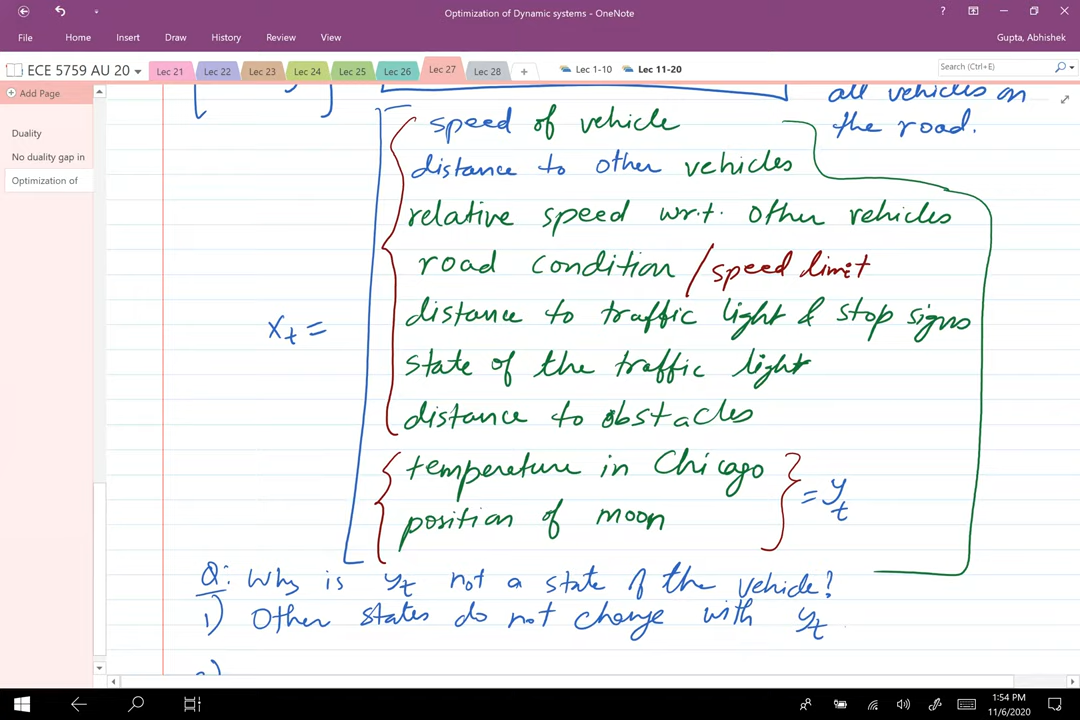 Optimization of Dynamic systems - OneNote
?
File
Home
Insert
Draw
History
Review
View
Gupta, Abhishek
ECE 5759 AU 20
Lec 21
Lec 22
Lec 23
Lec 24
Lec 25
Lec 26
Lec 27
Lec 28
+
Lec 1-10
Lec 11-20
Search (Ctrl+E)
Add Page
Duality
No duality gap in
Optimization of
all vehicles on
the road.
speed of vehicle
distance to other vehicles
relative speed w.r.t. other vehicles
road condition / speed limit
distance to traffic light & stop signs
xt =
state of the traffic light
distance to obstacles
temperature in Chicago
position of moon
= yt
Q: Why is yt not a state of the vehicle?
1) Other states do not change with yt
1:54 PM
11/6/2020